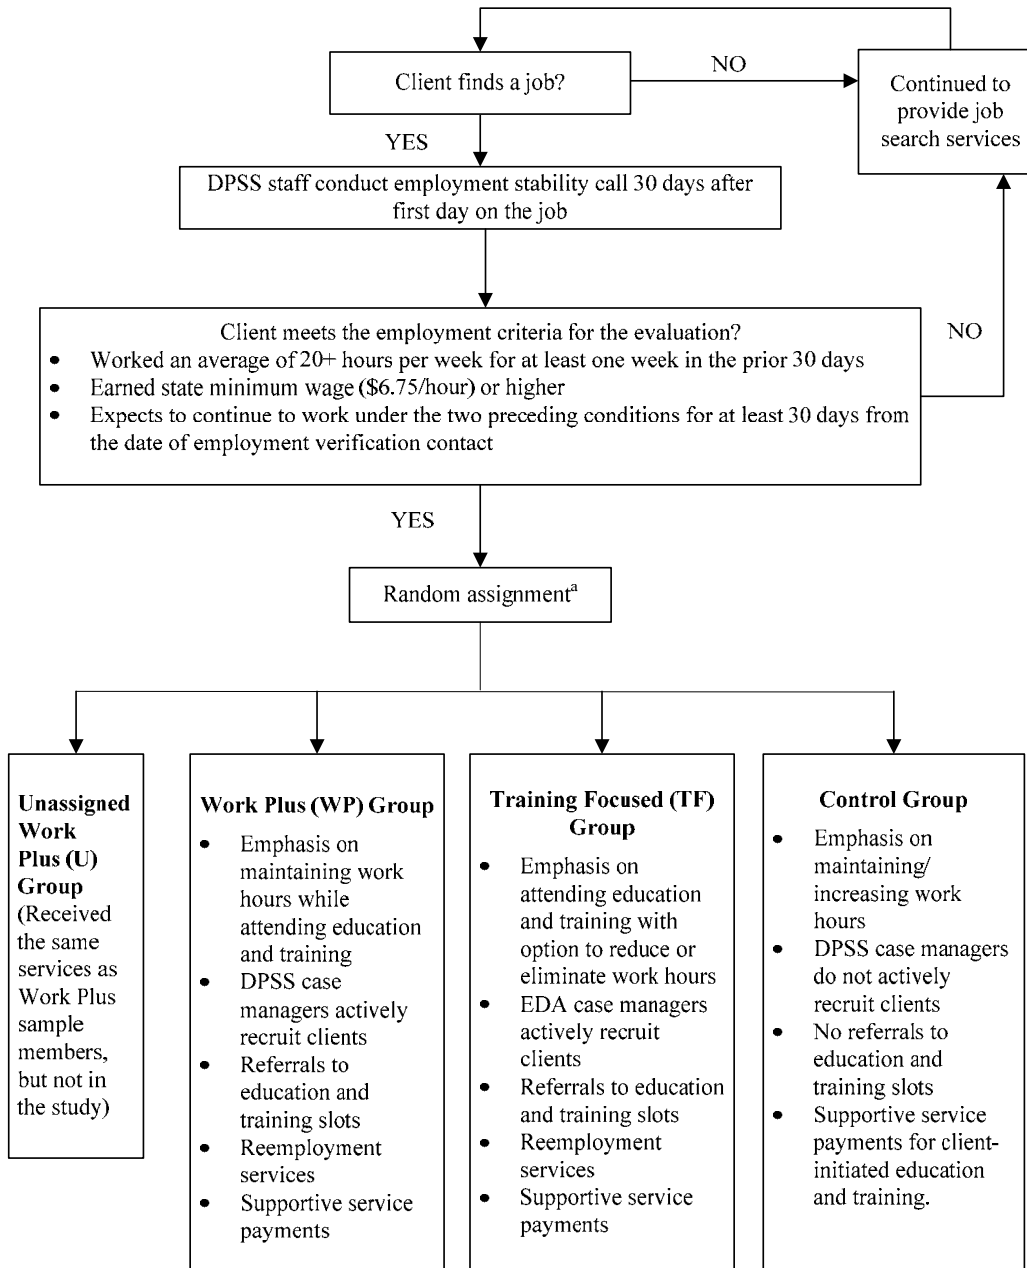 Client finds a job?
NO
Continued to
provide job
search services
YES
DPSS staff conduct employment stability call 30 days after
first day on the job
Client meets the employment criteria for the evaluation?
• Worked an average of 20+ hours per week for at least one week in the prior 30 days
• Earned state minimum wage ($6.75/hour) or higher
• Expects to continue to work under the two preceding conditions for at least 30 days from
the date of employment verification contact
NO
YES
Random assignmentᵃ
Unassigned
Work
Plus (U)
Group
(Received
the same
services as
Work Plus
sample
members,
but not in
the study)
Work Plus (WP) Group
• Emphasis on
maintaining work
hours while
attending education
and training
• DPSS case
managers actively
recruit clients
• Referrals to
education and
training slots
• Reemployment
services
• Supportive service
payments
Training Focused (TF)
Group
• Emphasis on
attending education
and training with
option to reduce or
eliminate work hours
• EDA case managers
actively recruit
clients
• Referrals to education
and training slots
• Reemployment
services
• Supportive service
payments
Control Group
• Emphasis on
maintaining/
increasing work
hours
• DPSS case managers
do not actively
recruit clients
• No referrals to
education and
training slots
• Supportive service
payments for client-
initiated education
and training.